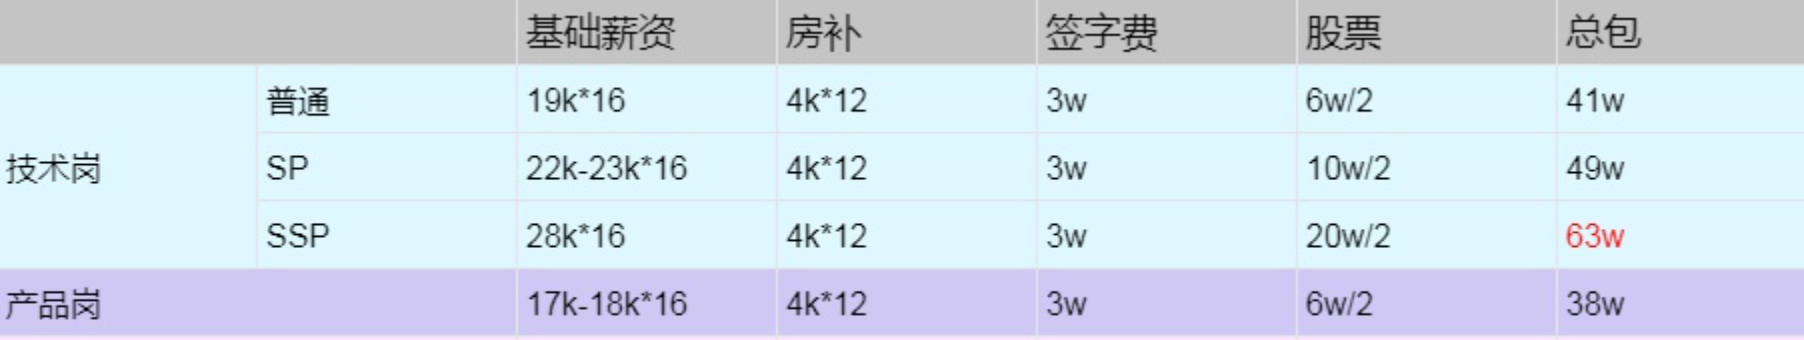 基础薪资 房补 签字费 股票 总包
普通 19k*16 4k*12 3w 6w/2 41w
技术岗 SP 22k-23k*16 4k*12 3w 10w/2 49w
SSP 28k*16 4k*12 3w 20w/2 63w
产品岗 17k-18k*16 4k*12 3w 6w/2 38w